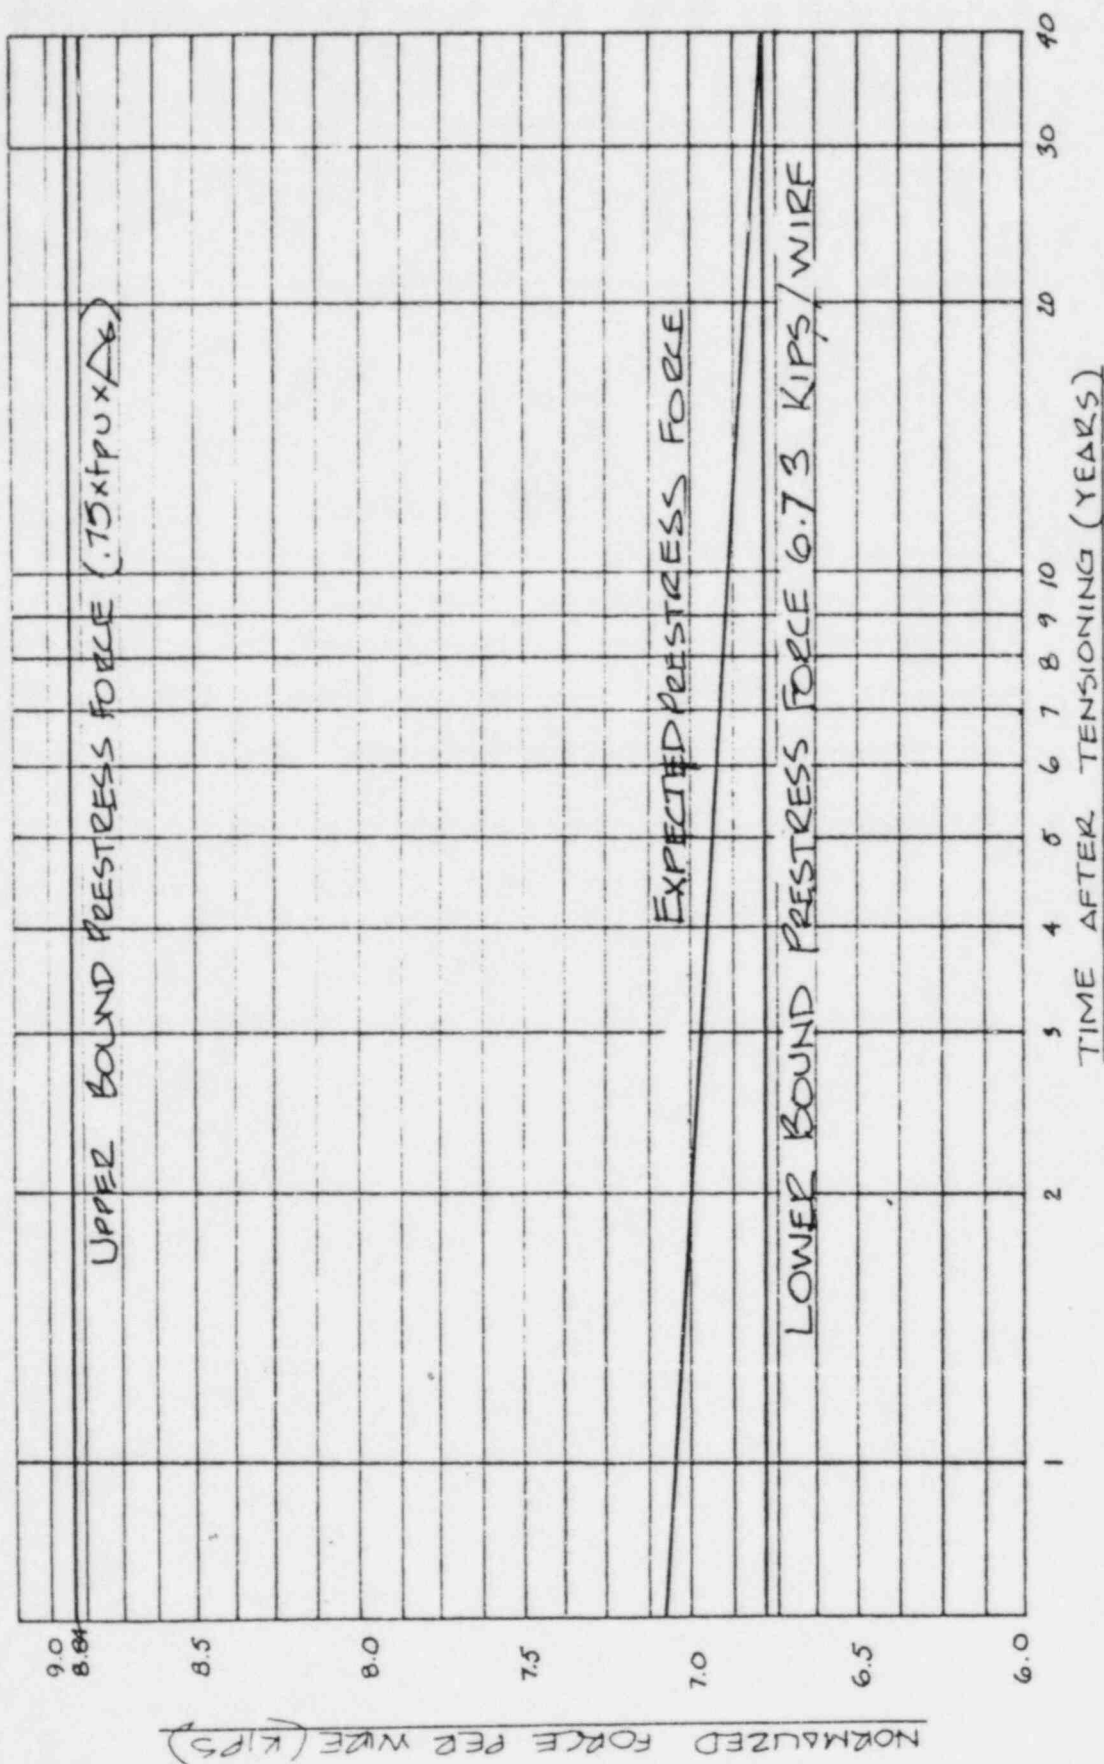 UPPER BOUND PRESTRESS FORCE (.75xfpu x
EXPECTED PRESTRESS FORCE
LOWER BOUND PRESTRESS FORCE 6.73 KIPS/WIRE
9.0
8.84
8.5
8.0
7.5
7.0
6.5
6.0
NORMALIZED FORCE PER WIRE (KIPS)
1 2 3 4 5 6 7 8 9 10 20 30 40
TIME AFTER TENSIONING (YEARS)